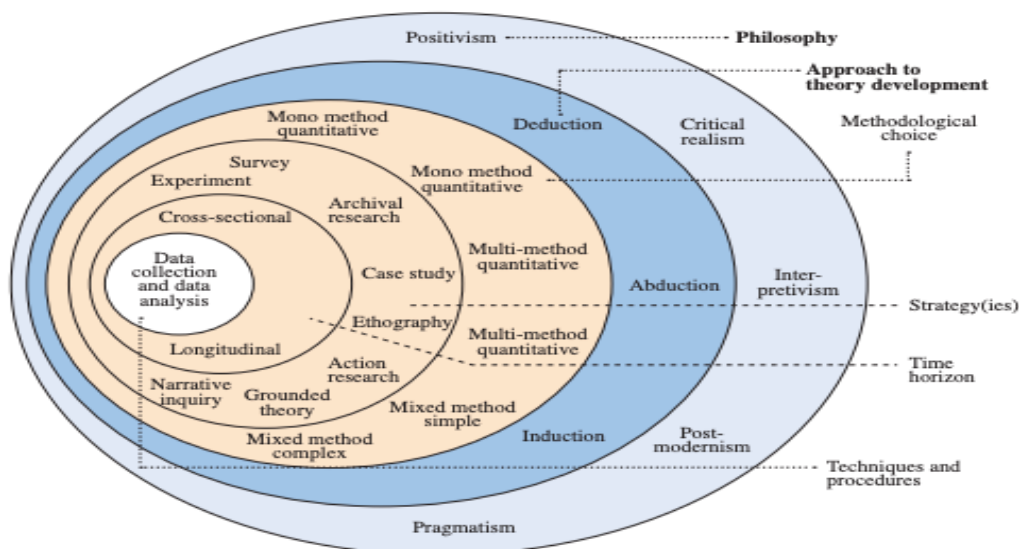 Positivism
Philosophy
Approach to
theory development
Mono method
quantitative
Deduction
Critical
realism
Methodological
choice
Survey
Experiment
Mono method
quantitative
Cross-sectional
Archival
research
Data
collection
and data
analysis
Case study
Multi-method
quantitative
Abduction
Inter-
pretivism
Strategy(ies)
Ethography
Multi-method
quantitative
Longitudinal
Time
horizon
Action
research
Narrative
inquiry
Grounded
theory
Mixed method
simple
Mixed method
complex
Induction
Post-
modernism
Techniques and
procedures
Pragmatism